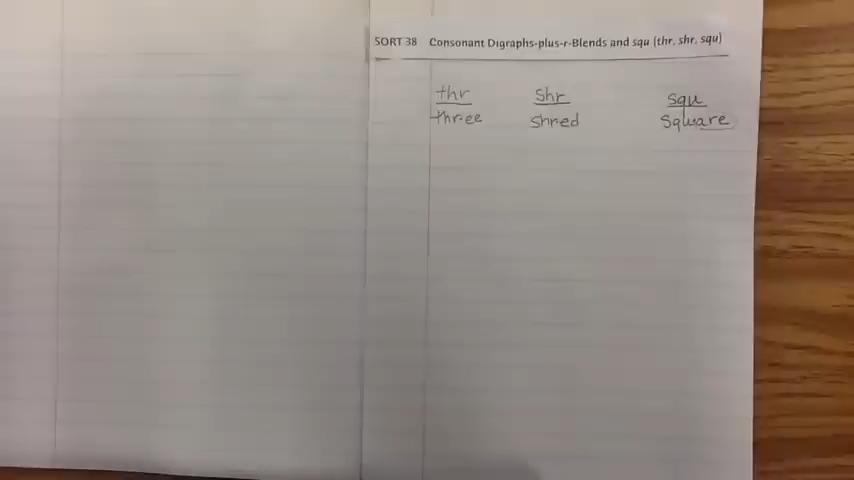 SORT 38 Consonant Digraphs-plus-r-Blends and squ (thr, shr, squ)
thr shr squ
three shred square